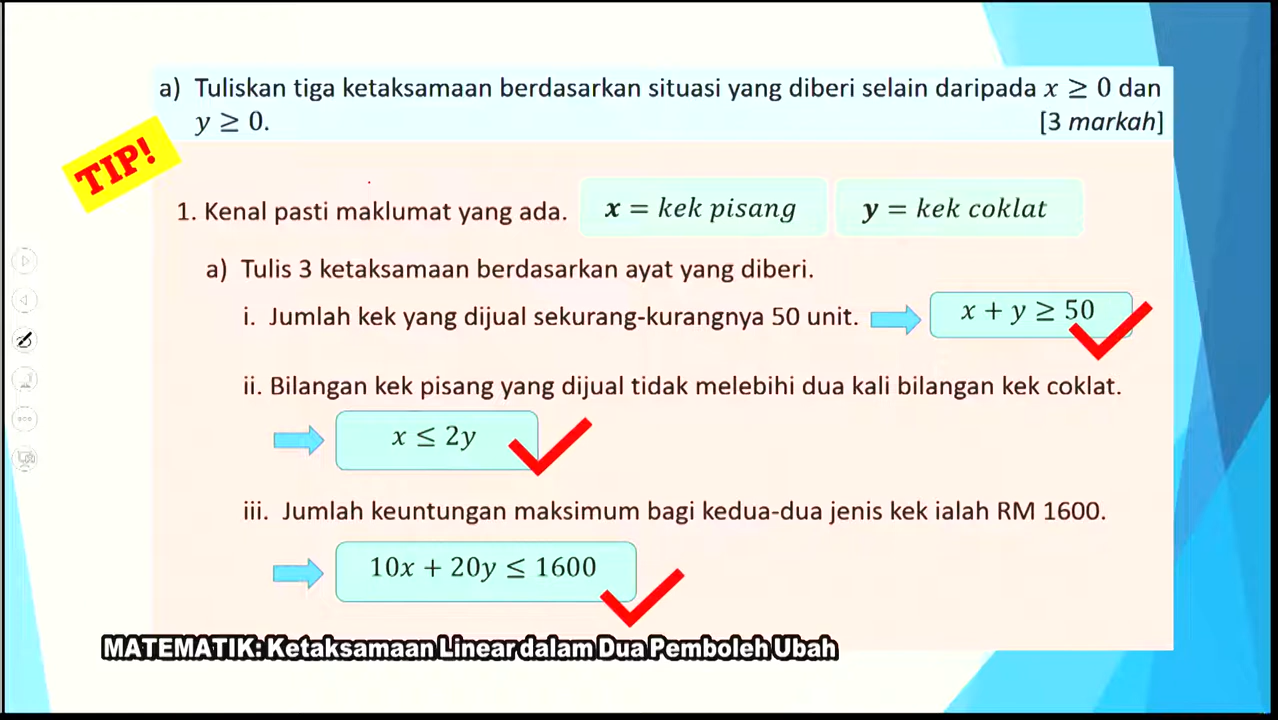 a) Tuliskan tiga ketaksamaan berdasarkan situasi yang diberi selain daripada x ≥ 0 dan
y ≥ 0. [3 markah]
TIP!
1. Kenal pasti maklumat yang ada. x = kek pisang y = kek coklat
a) Tulis 3 ketaksamaan berdasarkan ayat yang diberi.
i. Jumlah kek yang dijual sekurang-kurangnya 50 unit. x + y ≥ 50
ii. Bilangan kek pisang yang dijual tidak melebihi dua kali bilangan kek coklat.
x ≤ 2y
iii. Jumlah keuntungan maksimum bagi kedua-dua jenis kek ialah RM 1600.
10x + 20y ≤ 1600
MATEMATIK: Ketaksamaan Linear dalam Dua Pemboleh Ubah